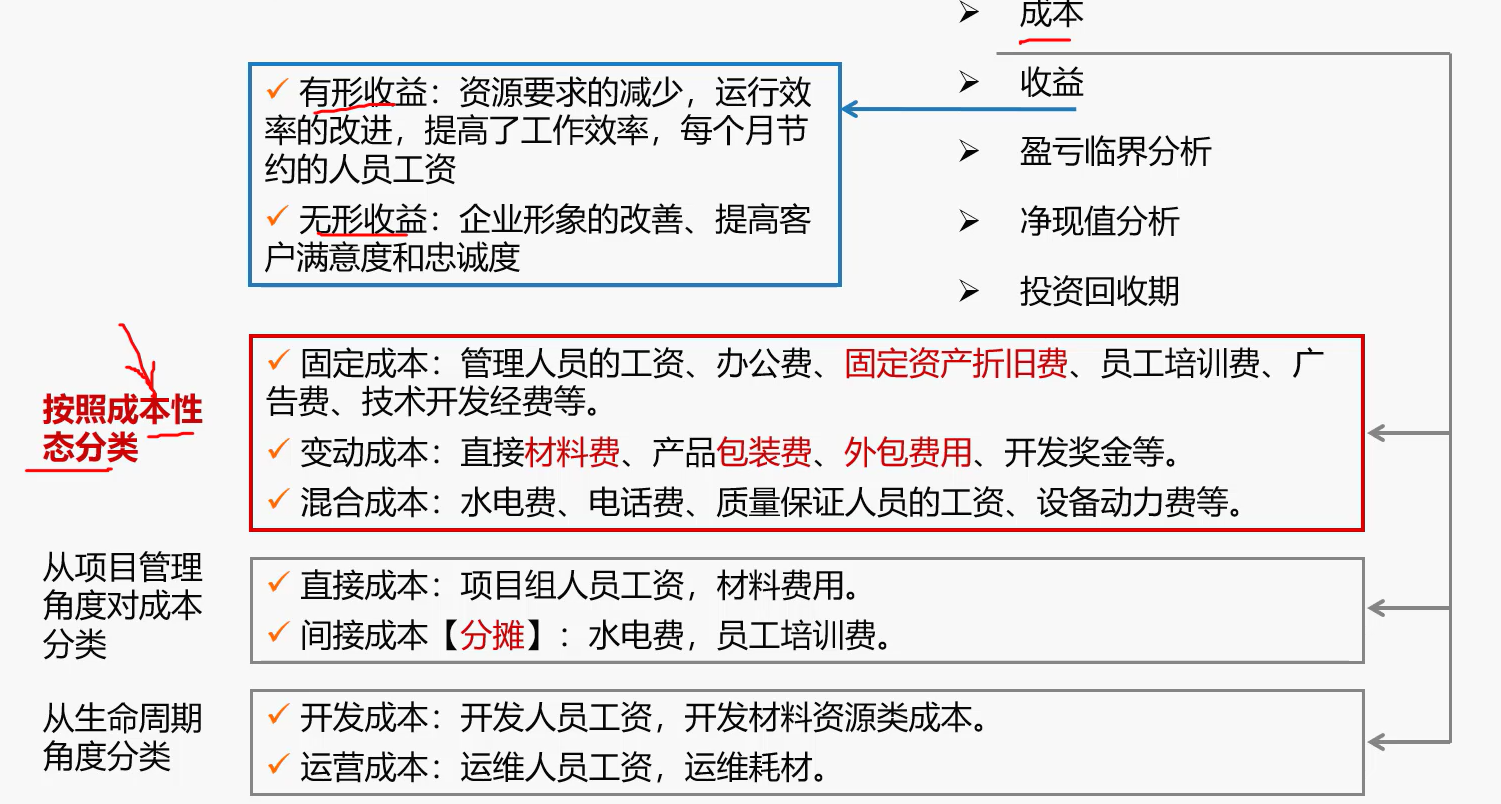 ➢ 成本
➢ 收益
➢ 盈亏临界分析
➢ 净现值分析
➢ 投资回收期
✓ 有形收益：资源要求的减少，运行效
率的改进，提高了工作效率，每个月节
约的人员工资
✓ 无形收益：企业形象的改善、提高客
户满意度和忠诚度
按照成本性
态分类
✓ 固定成本：管理人员的工资、办公费、固定资产折旧费、员工培训费、广
告费、技术开发经费等。
✓ 变动成本：直接材料费、产品包装费、外包费用、开发奖金等。
✓ 混合成本：水电费、电话费、质量保证人员的工资、设备动力费等。
从项目管理
角度对成本
分类
✓ 直接成本：项目组人员工资，材料费用。
✓ 间接成本【分摊】：水电费，员工培训费。
从生命周期
角度分类
✓ 开发成本：开发人员工资，开发材料资源类成本。
✓ 运营成本：运维人员工资，运维耗材。